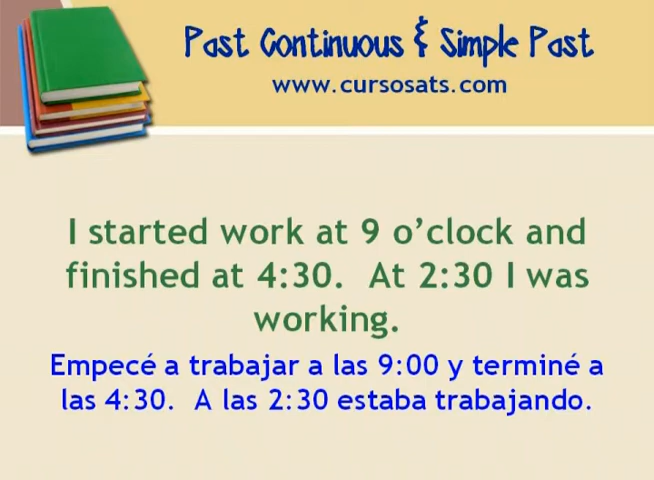 Past Continuous & Simple Past
www.cursosats.com
I started work at 9 o’clock and
finished at 4:30.  At 2:30 I was
working.
Empecé a trabajar a las 9:00 y terminé a
las 4:30.  A las 2:30 estaba trabajando.